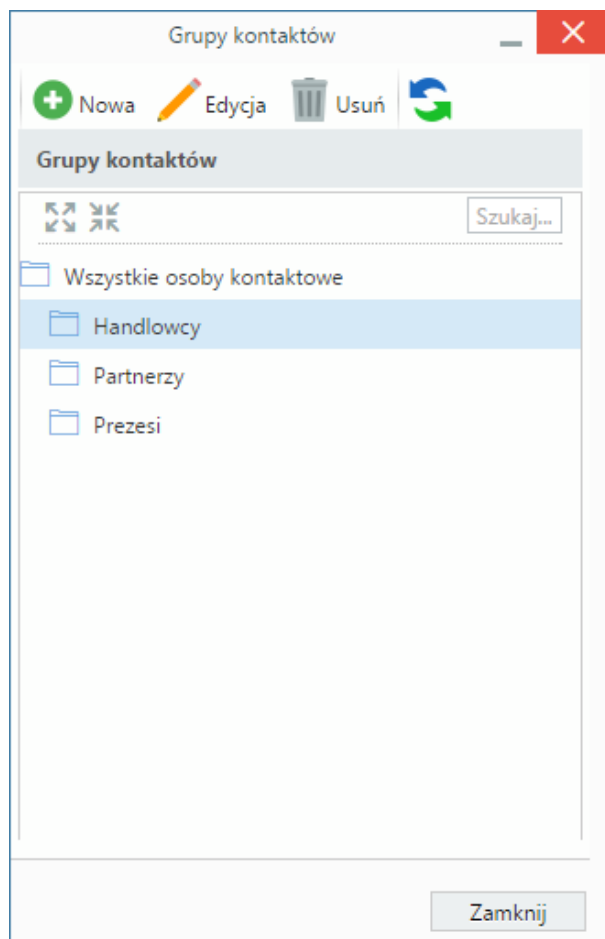 Grupy kontaktów
Nowa Edycja Usuń
Grupy kontaktów
Szukaj...
Wszystkie osoby kontaktowe
Handlowcy
Partnerzy
Prezesi
Zamknij